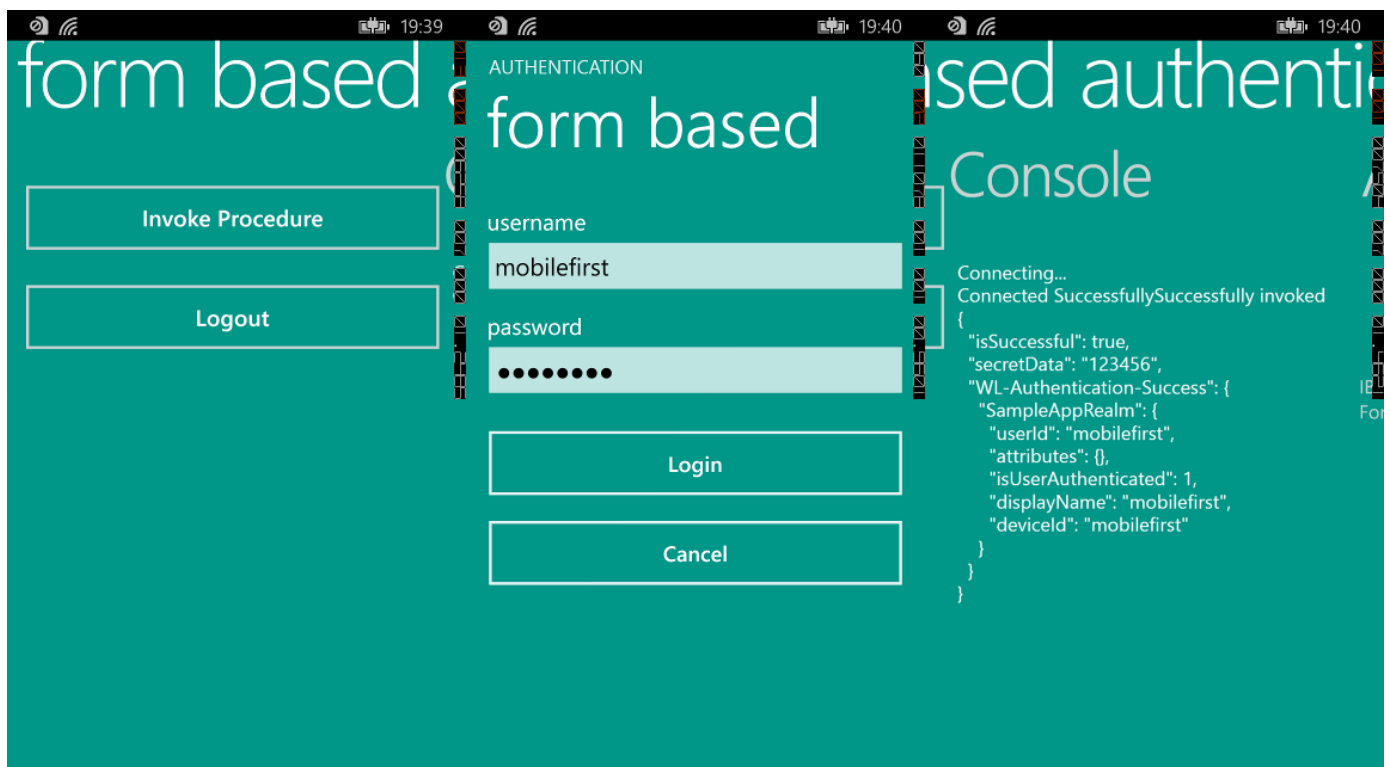 19:39
form based
Invoke Procedure
Logout
19:40
AUTHENTICATION
form based
username
mobilefirst
password
••••••••
Login
Cancel
19:40
sed authenti
Console
Connecting...
Connected SuccessfullySuccessfully invoked
{
"isSuccessful": true,
"secretData": "123456",
"WL-Authentication-Success": {
"SampleAppRealm": {
"userId": "mobilefirst",
"attributes": {},
"isUserAuthenticated": 1,
"displayName": "mobilefirst",
"deviceId": "mobilefirst"
}
}
}
For